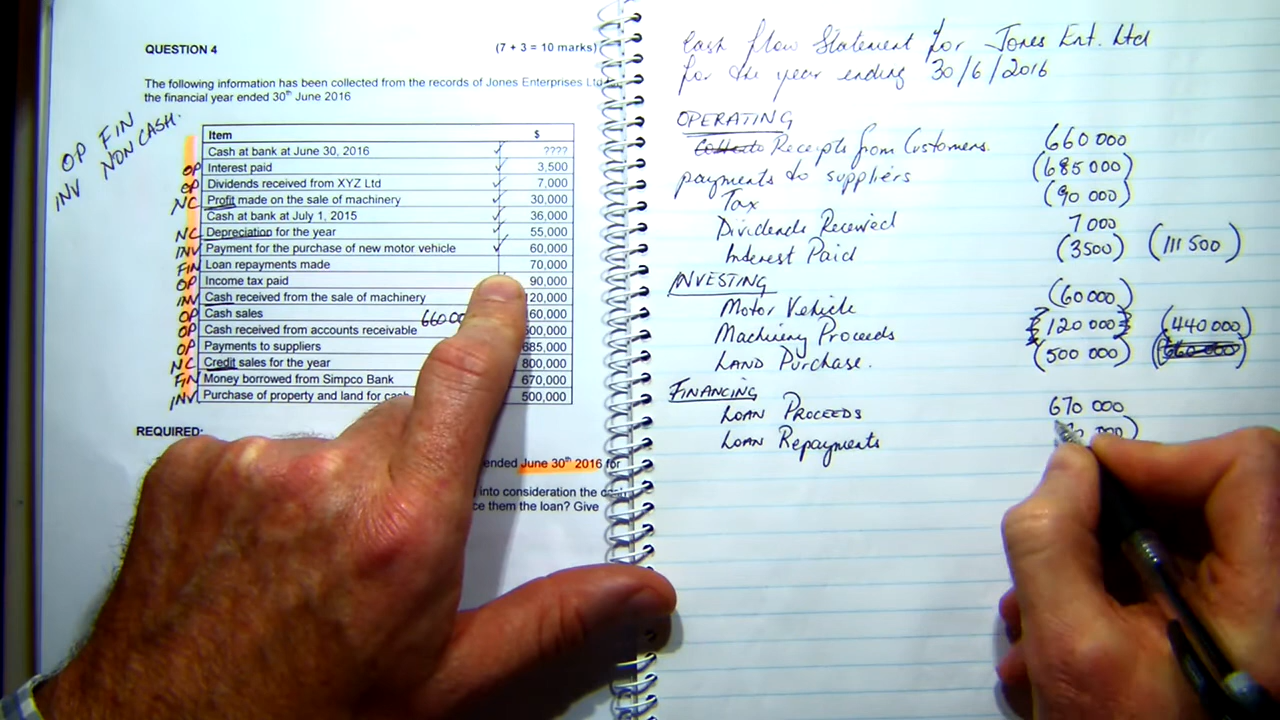 QUESTION 4 (7 + 3 = 10 marks)
The following information has been collected from the records of Jones Enterprises Ltd
the financial year ended 30th June 2016
OP FIN
INV NON CASH.
Item $
Cash at bank at June 30, 2016 ✓ ????
OP Interest paid ✓ 3,500
OP Dividends received from XYZ Ltd ✓ 7,000
NC Profit made on the sale of machinery ✓ 30,000
Cash at bank at July 1, 2015 ✓ 36,000
NC Depreciation for the year ✓ 55,000
INV Payment for the purchase of new motor vehicle ✓ 60,000
FIN Loan repayments made 70,000
OP Income tax paid 90,000
INV Cash received from the sale of machinery 120,000
OP Cash sales 160,000
OP Cash received from accounts receivable 500,000
OP Payments to suppliers 685,000
NC Credit sales for the year 800,000
FIN Money borrowed from Simpco Bank 670,000
INV Purchase of property and land for 500,000
REQUIRED:
ended June 30th 2016 for
into consideration the
them the loan? Give
Cash flow Statement for Jones Ent. Ltd
for the year ending 30/6/2016
OPERATING
Receipts from Customers. 660 000
payments to suppliers (685 000)
Tax (90 000)
Dividends Received 7 000
Interest Paid (3500) (111 500)
INVESTING
Motor Vehicle (60 000)
Machinery Proceeds 120 000 (440 000)
LAND Purchase. (500 000)
FINANCING
LOAN PROCEEDS 670 000
LOAN Repayments